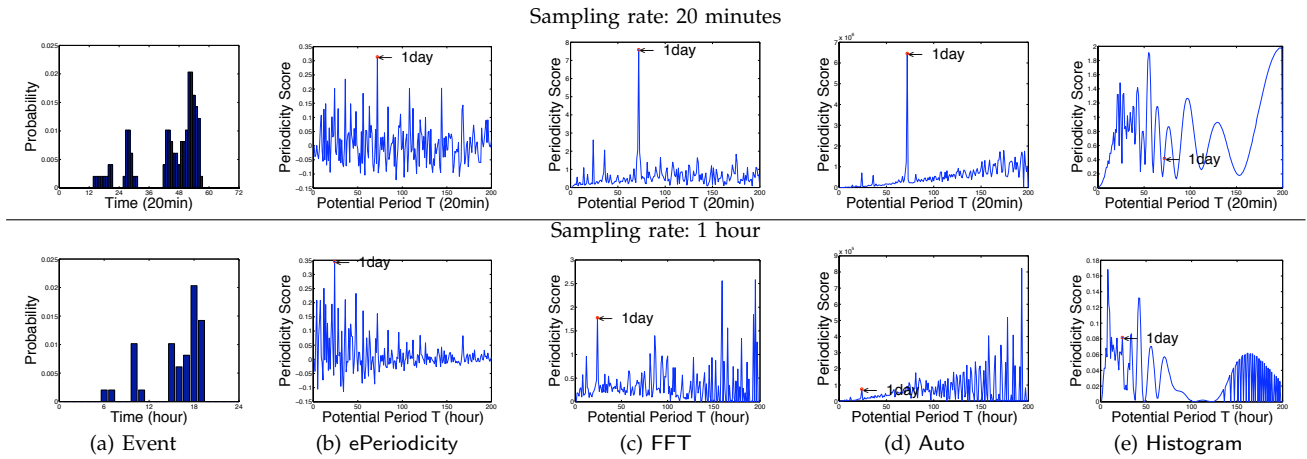 Sampling rate: 20 minutes
0.025
0.02
0.015
0.01
0.005
0
0 12 24 36 48 60 72
Probability
Time (20min)
0.35
0.3
0.25
0.20
0.15
0.1
0.05
0
-0.05
-0.1
-0.15
0 50 100 150 200
1day
Periodicity Score
Potential Period T (20min)
8
7
6
5
4
3
2
1
0
0 50 100 150 200
1day
Periodicity Score
Potential Period T (20min)
7
6
5
4
3
2
1
0
0 50 100 150 200
1day
Periodicity Score
Potential Period T (20min)
2
1.8
1.6
1.4
1.2
1
0.8
0.6
0.4
0.2
0
0 50 100 150 200
1day
Periodicity Score
Potential Period T (20min)
Sampling rate: 1 hour
0.025
0.02
0.015
0.01
0.005
0
0 6 10 14 19 24
Probability
Time (hour)
0.35
0.3
0.25
0.20
0.15
0.1
0.05
0
-0.05
-0.1
-0.15
0 50 100 150 200
1day
Periodicity Score
Potential Period T (hour)
3
2.5
2
1.5
1
0.5
0
0 50 100 150 200
1day
Periodicity Score
Potential Period T (hour)
9
8
7
6
5
4
3
2
1
0
0 50 100 150 200
1day
Periodicity Score
Potential Period T (hour)
0.18
0.16
0.14
0.12
0.1
0.08
0.06
0.04
0.02
0
0 50 100 150 200
1day
Periodicity Score
Potential Period T (hour)
(a) Event
(b) ePeriodicity
(c) FFT
(d) Auto
(e) Histogram